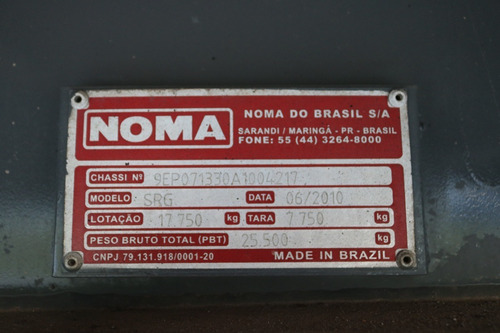 NOMA
NOMA DO BRASIL S/A
SARANDI / MARINGÁ - PR - BRASIL
FONE: 55 (44) 3264-8000
CHASSI Nº 9EP071330A1004217
MODELO SRG DATA 06/2010
LOTAÇÃO 17.750 kg TARA 7.750 kg
PESO BRUTO TOTAL (PBT) 25.500 kg
CNPJ 79.131.918/0001-20 MADE IN BRAZIL